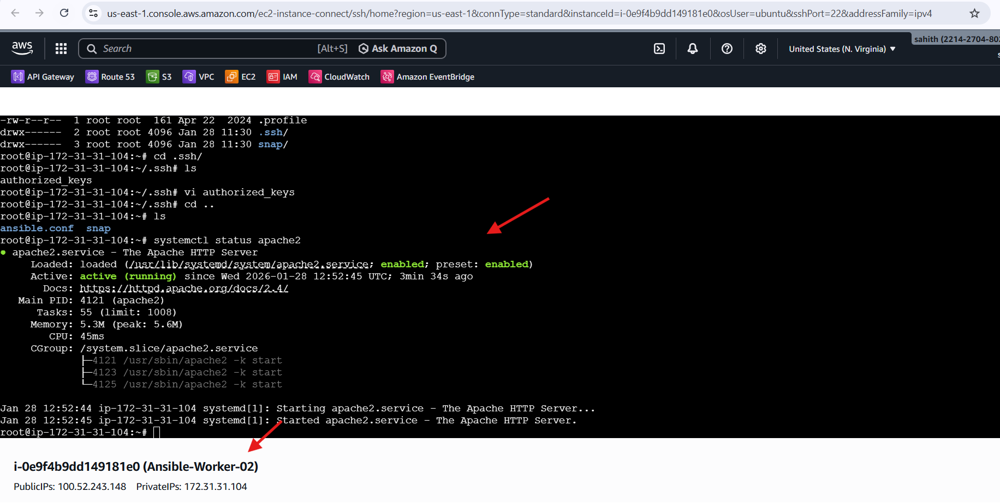 us-east-1.console.aws.amazon.com/ec2-instance-connect/ssh/home?region=us-east-1&connType=standard&instanceId=i-0e9f4b9dd149181e0&osUser=ubuntu&sshPort=22&addressFamily=ipv4
aws Search [Alt+S] Ask Amazon Q United States (N. Virginia) ▼ sahith (2214-2704-802
API Gateway Route 53 S3 VPC EC2 IAM CloudWatch Amazon EventBridge
-rw-r--r--  1 root root  161 Apr 22  2024 .profile
drwx------  2 root root 4096 Jan 28 11:30 .ssh/
drwx------  3 root root 4096 Jan 28 11:30 snap/
root@ip-172-31-31-104:~# cd .ssh/
root@ip-172-31-31-104:~/.ssh# ls
authorized_keys
root@ip-172-31-31-104:~/.ssh# vi authorized_keys
root@ip-172-31-31-104:~/.ssh# cd ..
root@ip-172-31-31-104:~# ls
ansible.conf  snap
root@ip-172-31-31-104:~# systemctl status apache2
● apache2.service - The Apache HTTP Server
     Loaded: loaded (/usr/lib/systemd/system/apache2.service; enabled; preset: enabled)
     Active: active (running) since Wed 2026-01-28 12:52:45 UTC; 3min 34s ago
       Docs: https://httpd.apache.org/docs/2.4/
   Main PID: 4121 (apache2)
      Tasks: 55 (limit: 1008)
     Memory: 5.3M (peak: 5.6M)
        CPU: 45ms
     CGroup: /system.slice/apache2.service
             ├─4121 /usr/sbin/apache2 -k start
             ├─4123 /usr/sbin/apache2 -k start
             └─4125 /usr/sbin/apache2 -k start
Jan 28 12:52:44 ip-172-31-31-104 systemd[1]: Starting apache2.service - The Apache HTTP Server...
Jan 28 12:52:45 ip-172-31-31-104 systemd[1]: Started apache2.service - The Apache HTTP Server.
root@ip-172-31-31-104:~#
i-0e9f4b9dd149181e0 (Ansible-Worker-02)
PublicIPs: 100.52.243.148 PrivateIPs: 172.31.31.104